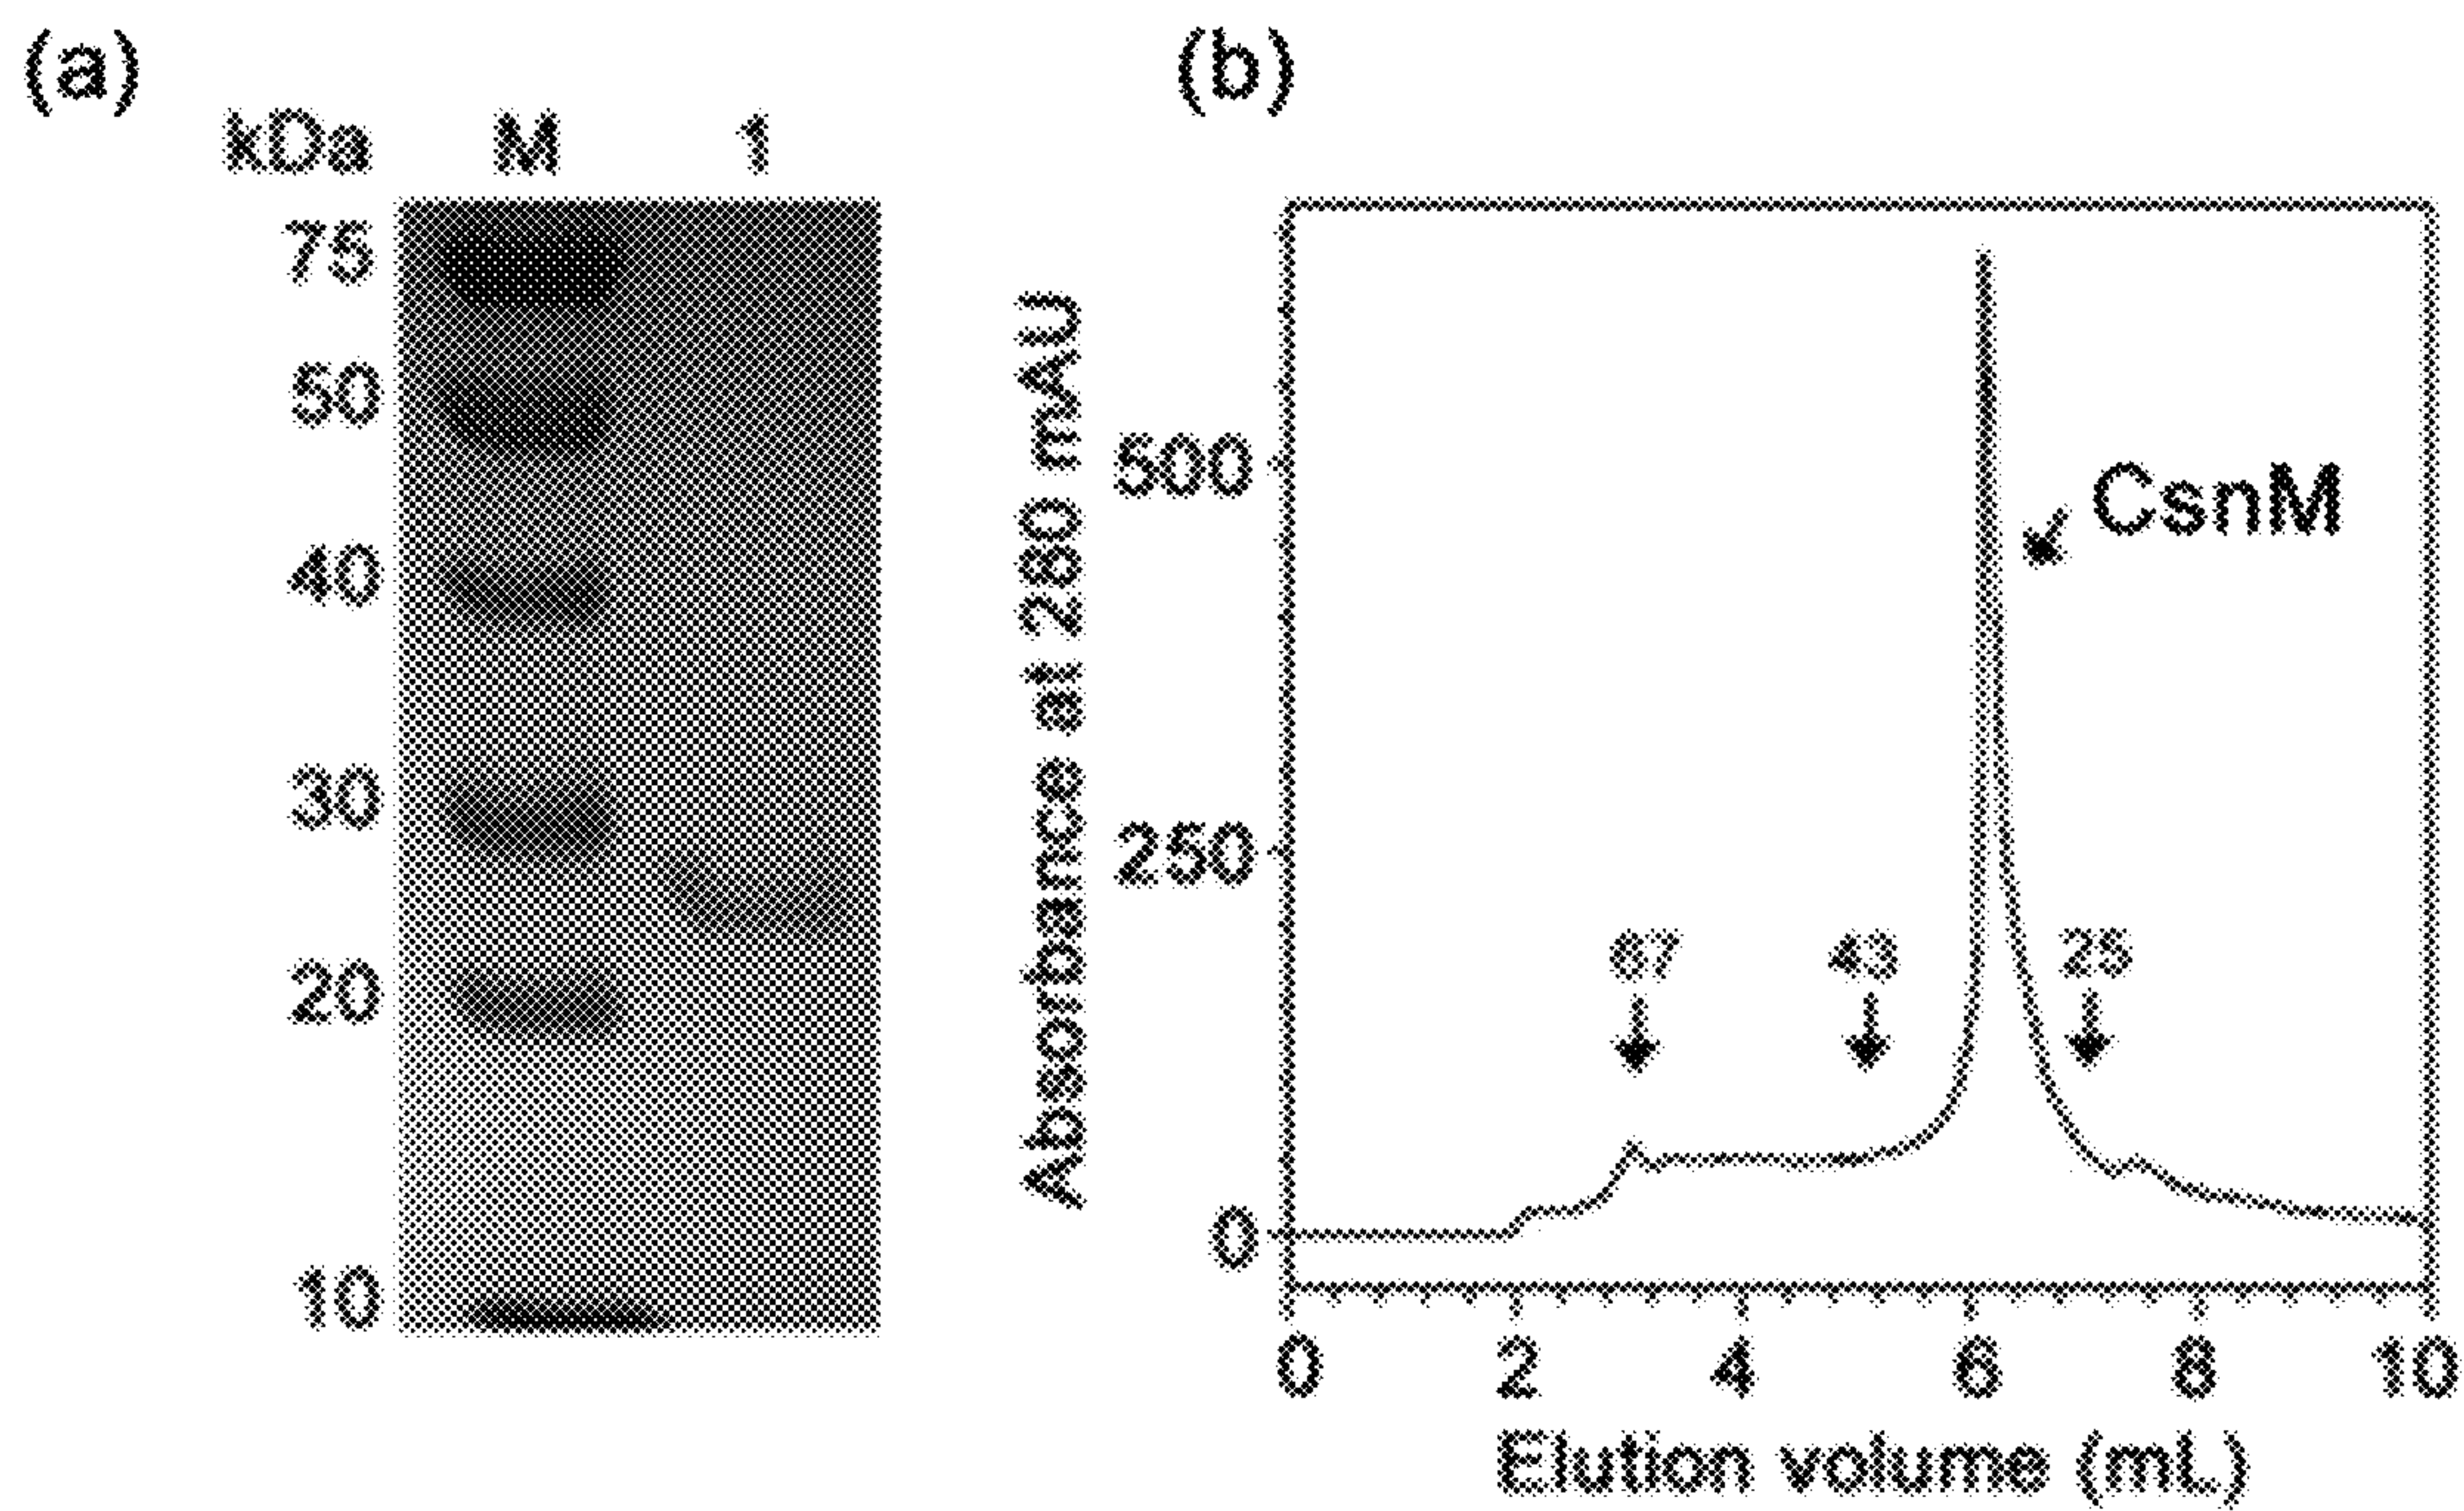 (a)
kDa M 1
75
50
40
30
20
10
(b)
Absorbance at 280 mAU
500
250
0
CsnM
67 43 25
0 2 4 6 8 10
Elution volume (mL)